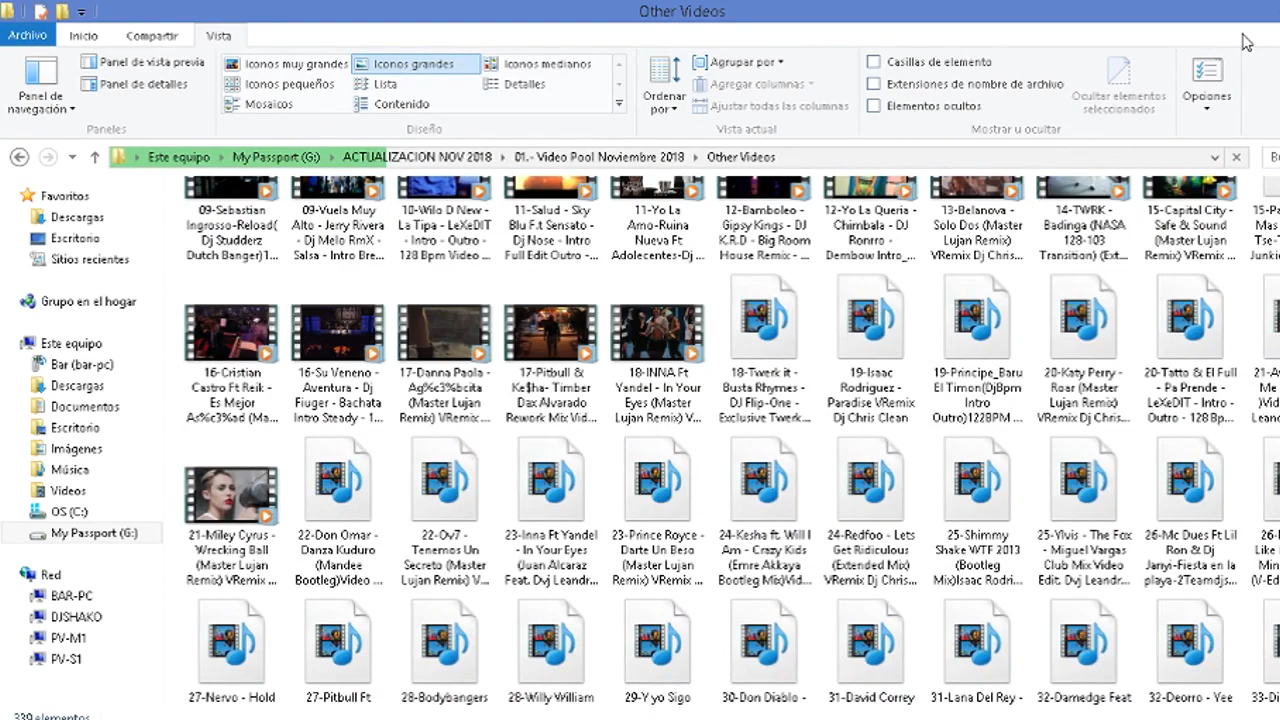 Other Videos
Archivo Inicio Compartir Vista
Panel de navegación
Panel de vista previa
Panel de detalles
Paneles
Iconos muy grandes Iconos grandes Iconos medianos
Iconos pequeños Lista Detalles
Mosaicos Contenido
Diseño
Ordenar por
Agrupar por
Agregar columnas
Ajustar todas las columnas
Vista actual
Casillas de elemento
Extensiones de nombre de archivo
Elementos ocultos
Ocultar elementos seleccionados
Mostrar u ocultar
Opciones
Este equipo My Passport (G:) ACTUALIZACION NOV 2018 01.- Video Pool Noviembre 2018 Other Videos
Favoritos
Descargas
Escritorio
Sitios recientes
Grupo en el hogar
Este equipo
Bar (bar-pc)
Descargas
Documentos
Escritorio
Imágenes
Música
Vídeos
OS (C:)
My Passport (G:)
Red
BAR-PC
DJSHAKO
PV-M1
PV-S1
09-Sebastian
Ingrosso-Reload(
Dj Studderz
Dutch Banger)1...
09-Vuela Muy
Alto - Jerry Rivera
- Dj Melo RmX -
Salsa - Intro Bre...
10-Wilo D New -
La Tipa - LeXeDIT
- Intro - Outro -
128 Bpm Video ...
11-Salud - Sky
Blu F.t Sensato -
Dj Nose - Intro
Full Edit Outro -...
11-Yo La
Amo-Ruina
Nueva Ft
Adolecentes-Dj ...
12-Bamboleo -
Gipsy Kings - DJ
K.R.D - Big Room
House Remix - ...
12-Yo La Queria -
Chimbala - DJ
Ronrro -
Dembow Intro_...
13-Belanova -
Solo Dos (Master
Lujan Remix)
VRemix Dj Chris...
14-TWRK -
Badinga (NASA
128-103
Transition) (Ext...
15-Capital City -
Safe & Sound
(Master Lujan
Remix) VRemix ...
16-Cristian
Castro Ft Reik -
Es Mejor
As%c3%ad (Ma...
16-Su Veneno -
Aventura - Dj
Fiuger - Bachata
Intro Steady - 1...
17-Danna Paola -
Ag%c3%bcita
(Master Lujan
Remix) VRemix ...
17-Pitbull &
Ke$ha- Timber
Dax Alvarado
Rework Mix Vid...
18-INNA Ft
Yandel - In Your
Eyes (Master
Lujan Remix) V...
18-Twerk it -
Busta Rhymes -
DJ Flip-One -
Exclusive Twerk...
19-Isaac
Rodriguez -
Paradise VRemix
Dj Chris Clean
19-Principe_Baru
El Timon(DjBpm
Intro
Outro)122BPM...
20-Katy Perry -
Roar (Master
Lujan Remix)
VRemix Dj Chris...
20-Tatto & El Full
- Pa Prende -
LeXeDIT - Intro -
Outro - 128 Bp...
21-Miley Cyrus -
Wrecking Ball
(Master Lujan
Remix) VRemix ...
22-Don Omar -
Danza Kuduro
(Mandee
Bootleg)Video ...
22-Ov7 -
Tenemos Un
Secreto (Master
Lujan Remix) V...
23-Inna Ft Yandel
- In Your Eyes
(Juan Alcaraz
Feat. Dvj Leandr...
23-Prince Royce -
Darte Un Beso
(Master Lujan
Remix) VRemix ...
24-Kesha ft. Will I
Am - Crazy Kids
(Emre Akkaya
Bootleg Mix)Vid...
24-Redfoo - Lets
Get Ridiculous
(Extended Mix)
VRemix Dj Chris...
25-Shimmy
Shake WTF 2013
(Bootleg
Mix)Isaac Rodri...
25-Ylvis - The Fox
- Miguel Vargas
Club Mix Video
Edit. Dvj Leandr...
26-Mc Dues Ft Lil
Ron & Dj
Janyi-Fiesta en la
playa-2Teamdjs...
27-Nervo - Hold
27-Pitbull Ft
28-Bodybangers
28-Willy William
29-Y yo Sigo
30-Don Diablo -
31-David Correy
31-Lana Del Rey -
32-Damedge Feat
32-Deorro - Yee
339 elementos